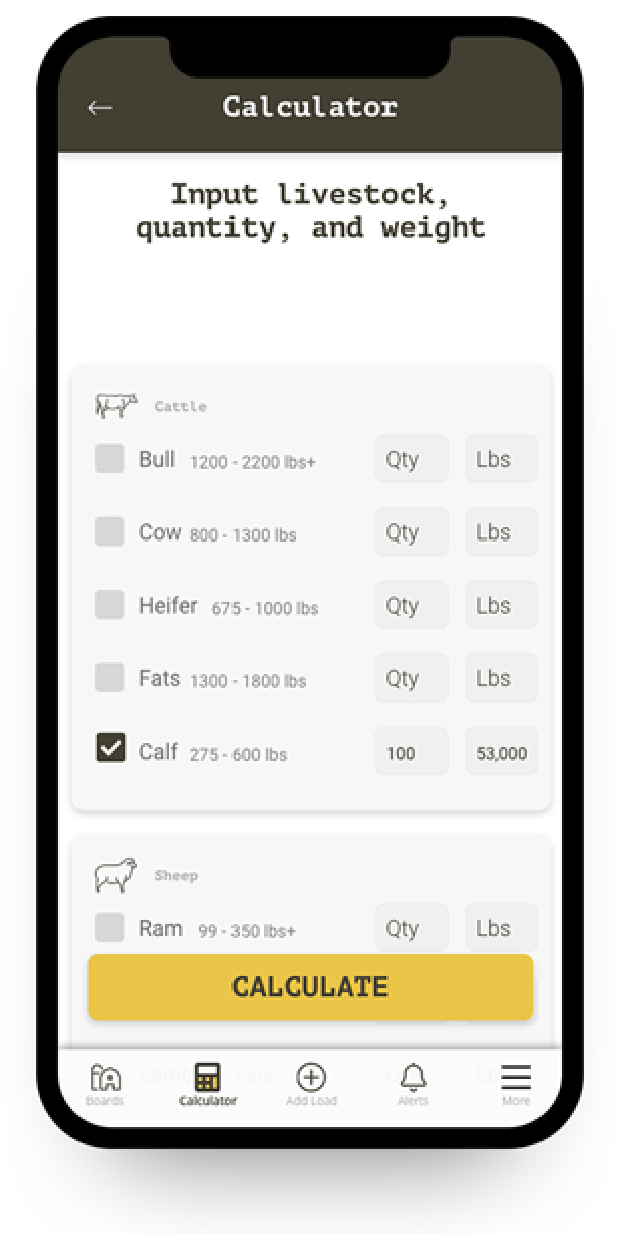 Calculator
Input livestock,
quantity, and weight
Cattle
Bull 1200 - 2200 lbs+ Qty Lbs
Cow 800 - 1300 lbs Qty Lbs
Heifer 675 - 1000 lbs Qty Lbs
Fats 1300 - 1800 lbs Qty Lbs
Calf 275 - 600 lbs 100 53,000
Sheep
Ram 99 - 350 lbs+ Qty Lbs
CALCULATE
Boards Calculator Add Load Alerts More